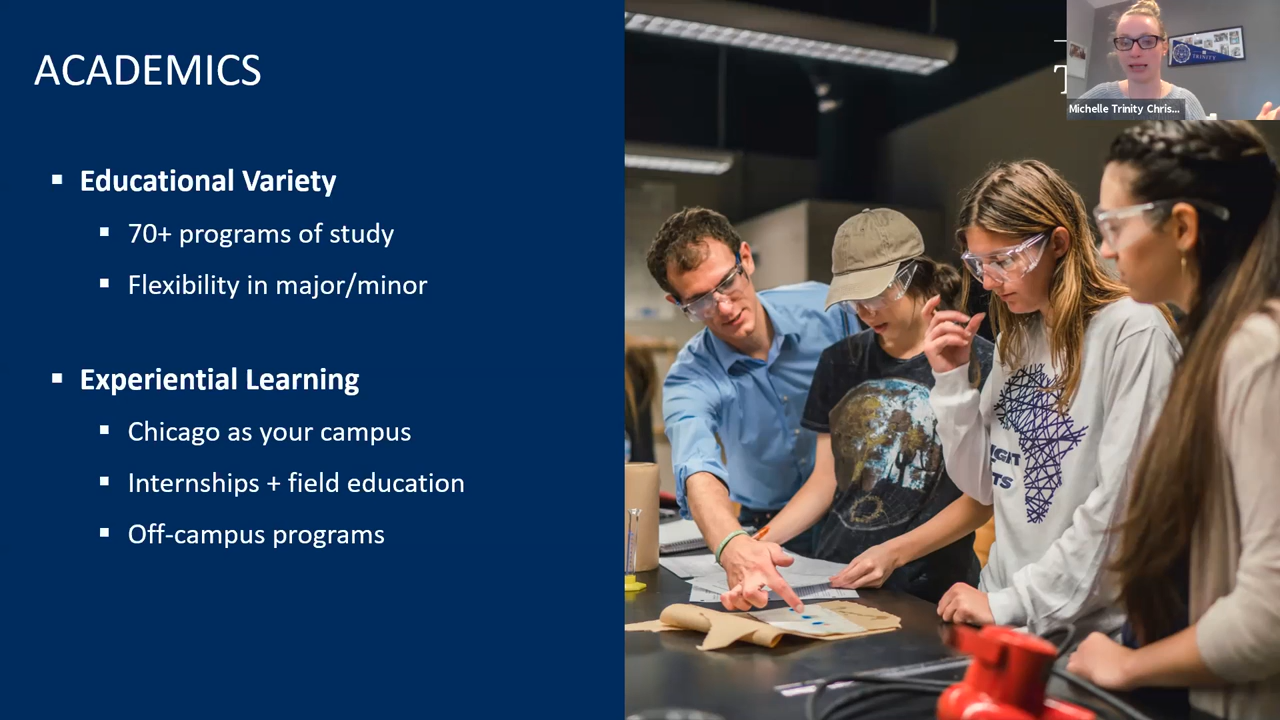 ACADEMICS
▪ Educational Variety
▪ 70+ programs of study
▪ Flexibility in major/minor
▪ Experiential Learning
▪ Chicago as your campus
▪ Internships + field education
▪ Off-campus programs
T
TRINITY
Michelle Trinity Chris...